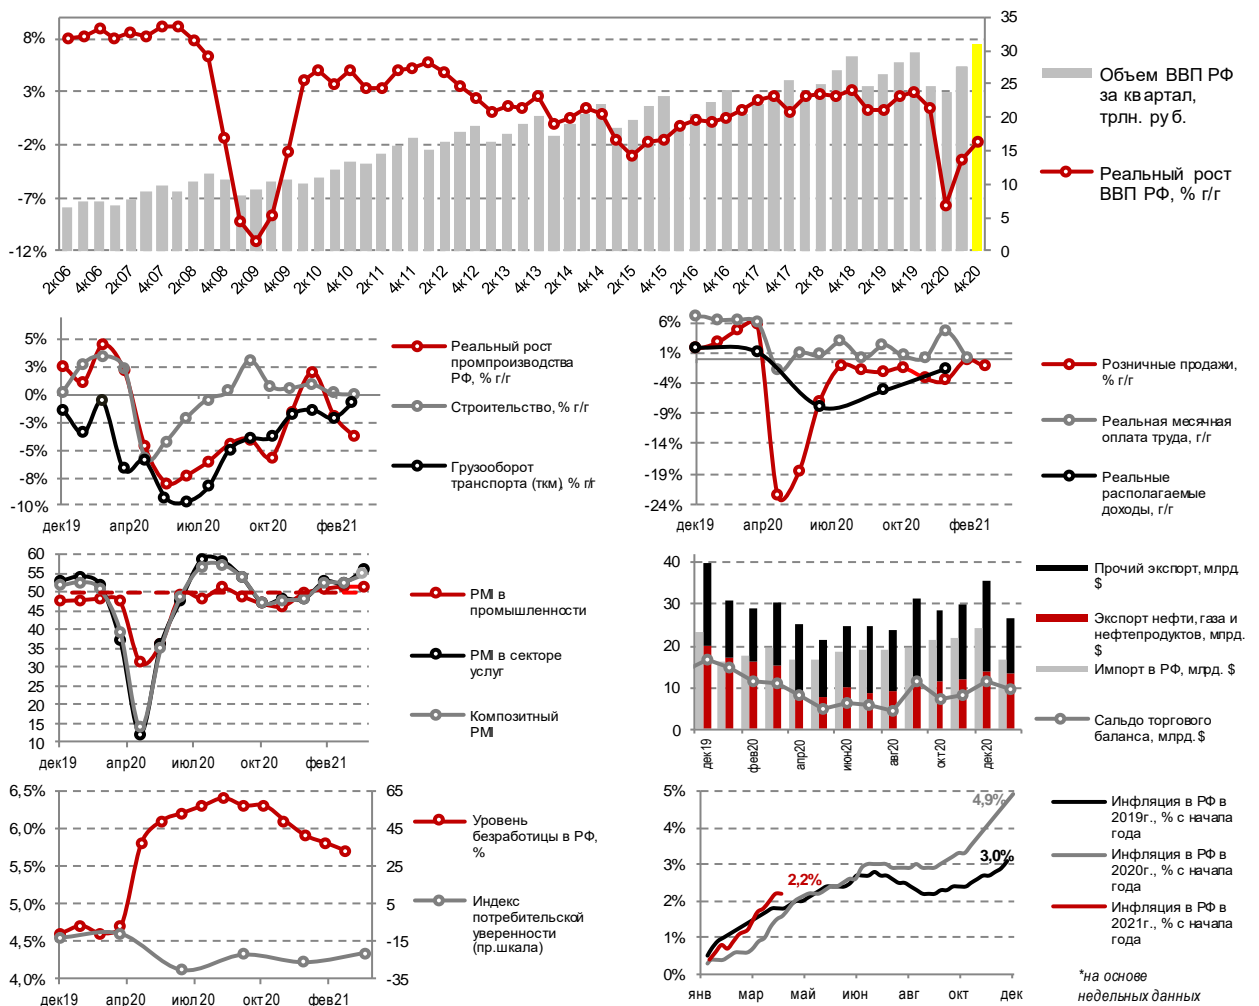 8%
3%
-2%
-7%
-12%
35
30
25
20
15
10
5
0
2к06
4к06
2к07
4к07
2к08
4к08
2к09
4к09
2к10
4к10
2к11
4к11
2к12
4к12
2к13
4к13
2к14
4к14
2к15
4к15
2к16
4к16
2к17
4к17
2к18
4к18
2к19
4к19
2к20
4к20
Объем ВВП РФ
за квартал,
трлн. руб.
Реальный рост
ВВП РФ, % г/г
5%
3%
0%
-3%
-5%
-8%
-10%
дек19
апр20
июл20
окт20
фев21
Реальный рост
промпроизводства
РФ, % г/г
Строительство, % г/г
Грузооборот
транспорта (ткм), % г/г
6%
1%
-4%
-9%
-14%
-19%
-24%
дек19
апр20
июл20
окт20
фев21
Розничные продажи,
% г/г
Реальная месячная
оплата труда, г/г
Реальные
располагаемые
доходы, г/г
60
55
50
45
40
35
30
25
20
15
10
дек19
апр20
июл20
окт20
фев21
PMI в
промышленности
PMI в секторе
услуг
Композитный
PMI
40
30
20
10
0
дек19
фев20
апр20
июн20
авг20
окт20
дек20
Прочий экспорт, млрд.
$
Экспорт нефти, газа и
нефтепродуктов, млрд.
$
Импорт в РФ, млрд. $
Сальдо торгового
баланса, млрд. $
6,5%
6,0%
5,5%
5,0%
4,5%
4,0%
65
45
25
5
-15
-35
дек19
апр20
июл20
окт20
фев21
Уровень
безработицы в РФ,
%
Индекс
потребительской
уверенности
(пр.шкала)
5%
4%
3%
2%
1%
0%
4,9%
3,0%
2,2%
янв
мар
май
июн
авг
окт
дек
Инфляция в РФ в
2019г., % с начала
года
Инфляция в РФ в
2020г., % с начала
года
Инфляция в РФ в
2021г., % с начала
года
*на основе
недельных данных